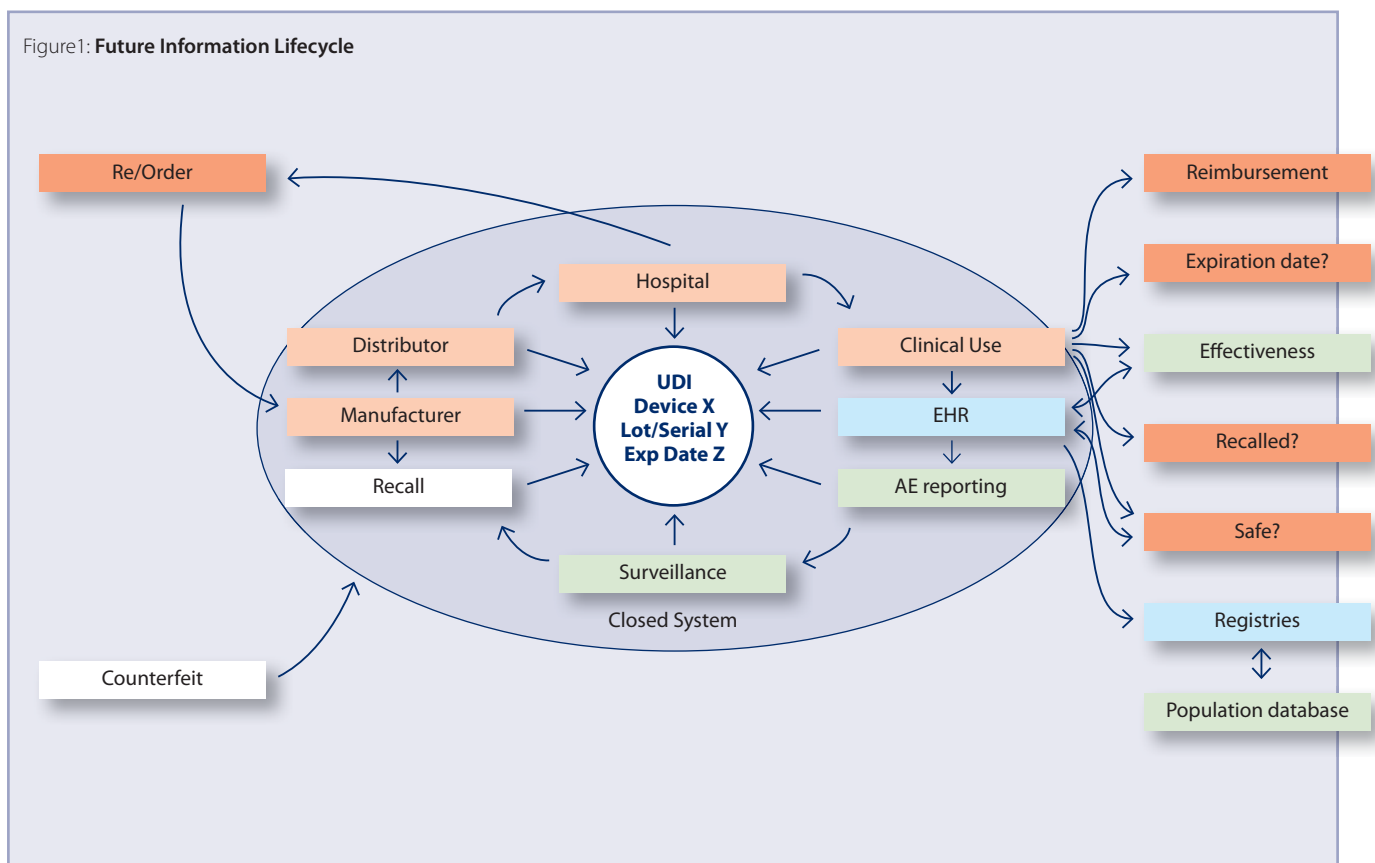 Figure1: Future Information Lifecycle
Re/Order
Reimbursement
Expiration date?
Hospital
Distributor
Clinical Use
Effectiveness
UDI
Device X
Lot/Serial Y
Exp Date Z
Manufacturer
EHR
Recalled?
Recall
AE reporting
Safe?
Surveillance
Closed System
Registries
Counterfeit
Population database